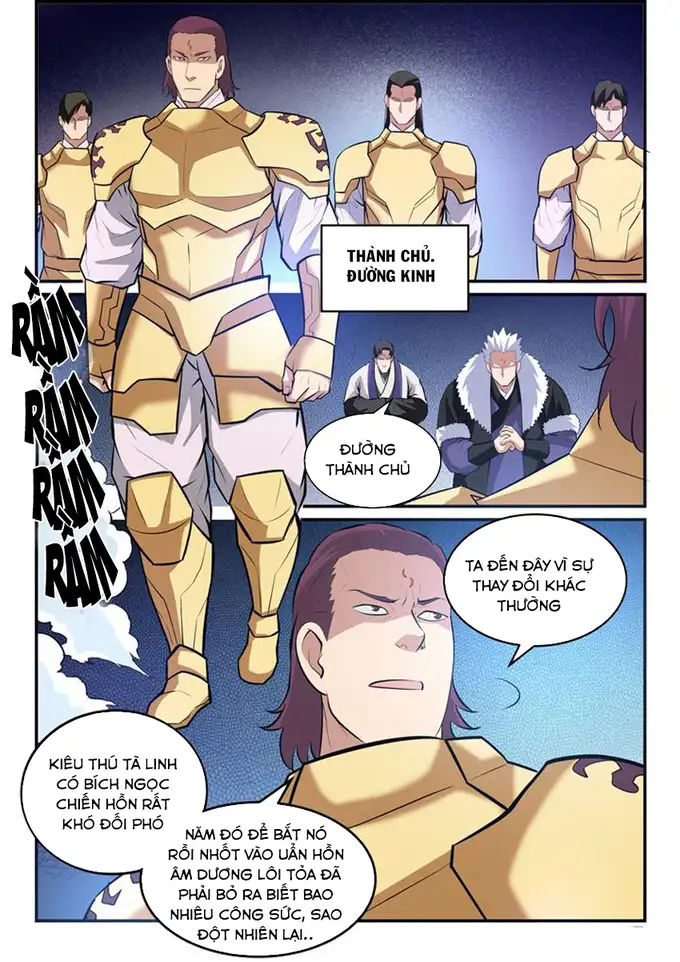 THÀNH CHỦ.
ĐƯỜNG KINH
RẦM
RẦM
RẦM
RẦM
ĐƯỜNG
THÀNH CHỦ
TA ĐẾN ĐÂY VÌ SỰ
THAY ĐỔI KHÁC
THƯỜNG
KIÊU THÚ TÀ LINH
CÓ BÍCH NGỌC
CHIẾN HỒN RẤT
KHÓ ĐỐI PHÓ
NĂM ĐÓ ĐỂ BẮT NÓ
RỒI NHỐT VÀO UẨN HỒN
ÂM DƯƠNG LÔI TỎA ĐÃ
PHẢI BỎ RA BIẾT BAO
NHIÊU CÔNG SỨC, SAO
ĐỘT NHIÊN LẠI..